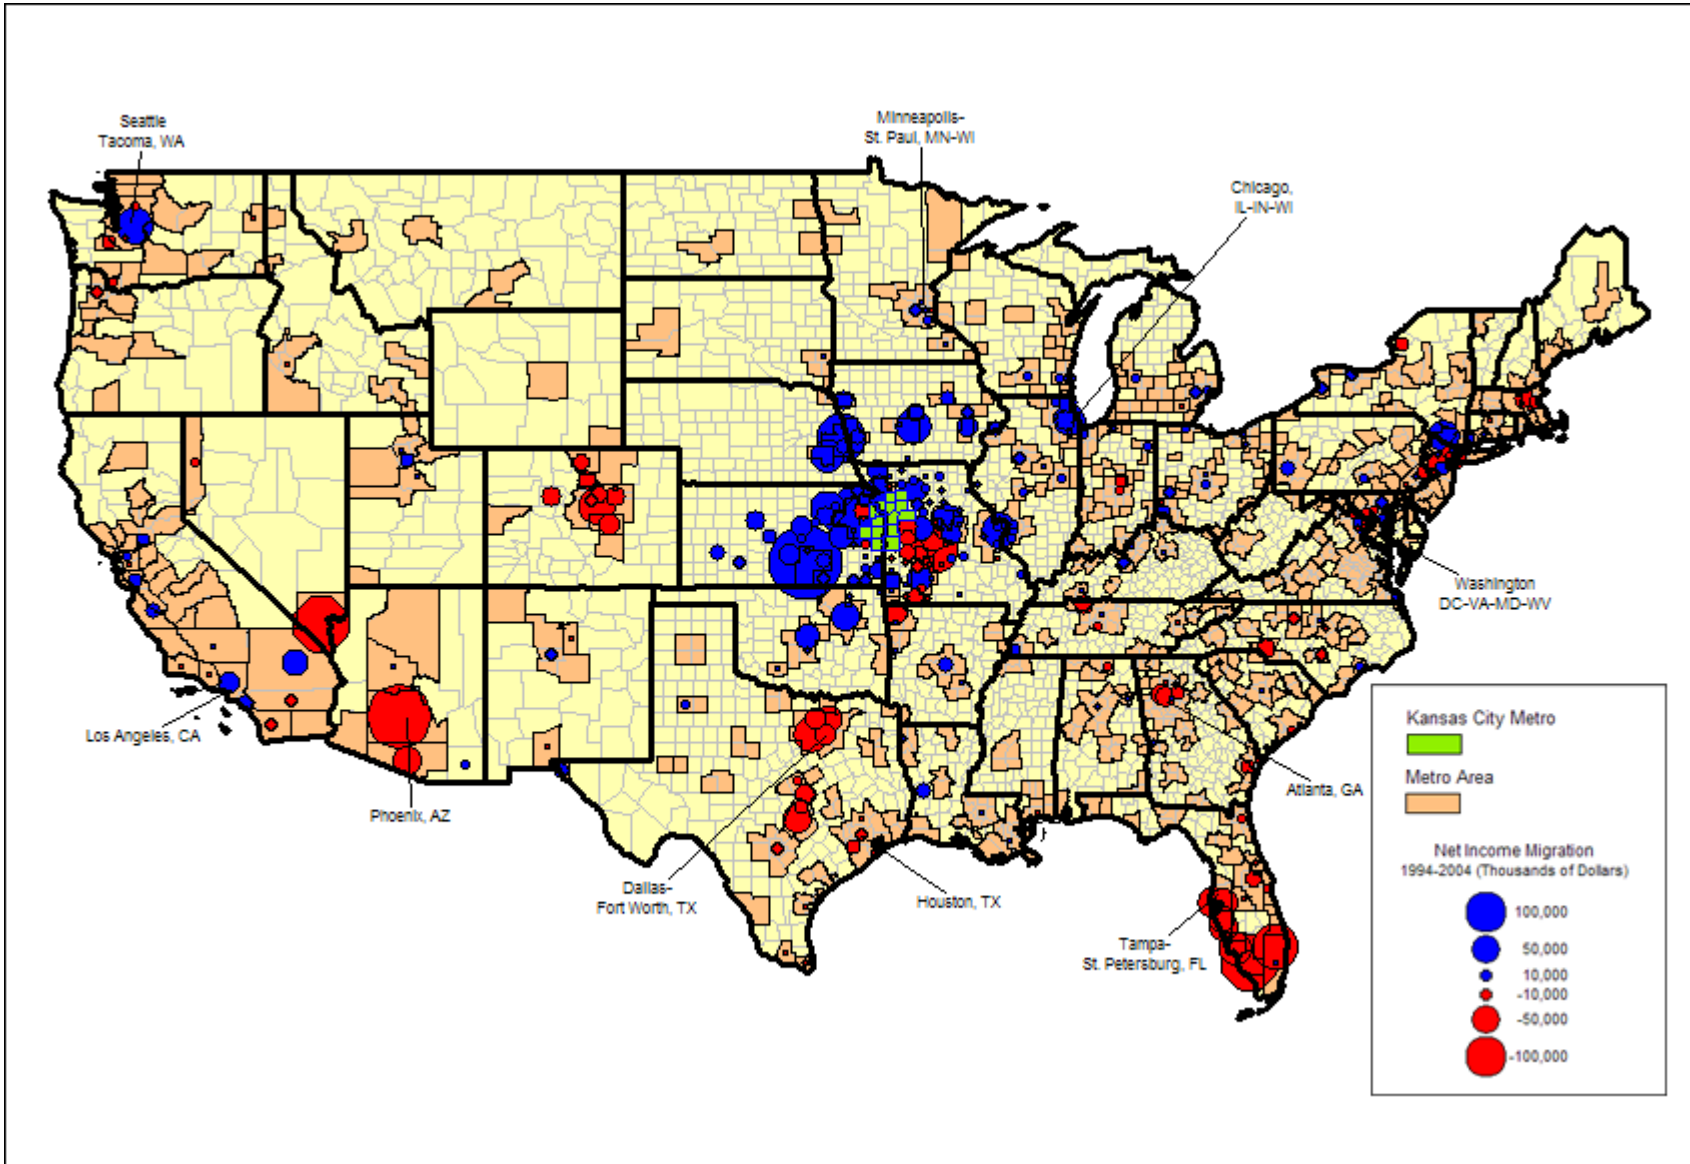 Seattle
Tacoma, WA
Minneapolis-
St. Paul, MN-WI
Chicago,
IL-IN-WI
Washington
DC-VA-MD-WV
Los Angeles, CA
Phoenix, AZ
Dallas-
Fort Worth, TX
Houston, TX
Tampa-
St. Petersburg, FL
Atlanta, GA
Kansas City Metro
Metro Area
Net Income Migration
1994-2004 (Thousands of Dollars)
100,000
50,000
10,000
-10,000
-50,000
-100,000